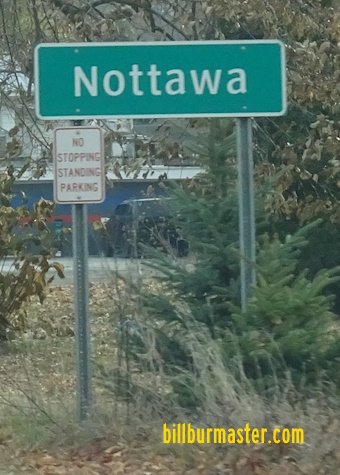 Nottawa
NO
STOPPING
STANDING
PARKING
billburmaster.com